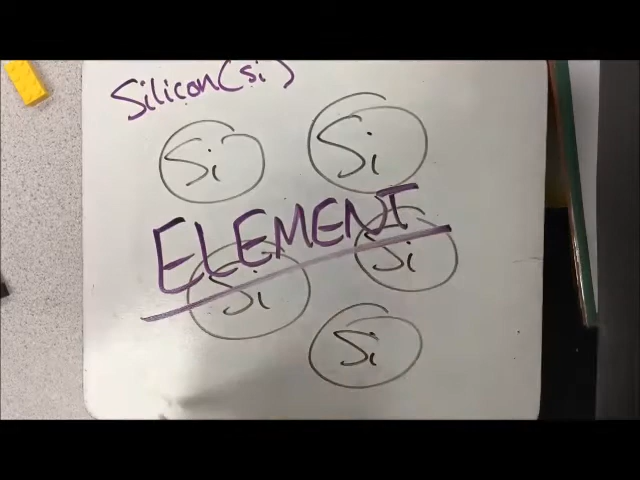 Silicon(si)
Si Si
ELEMENT
Si Si
Si